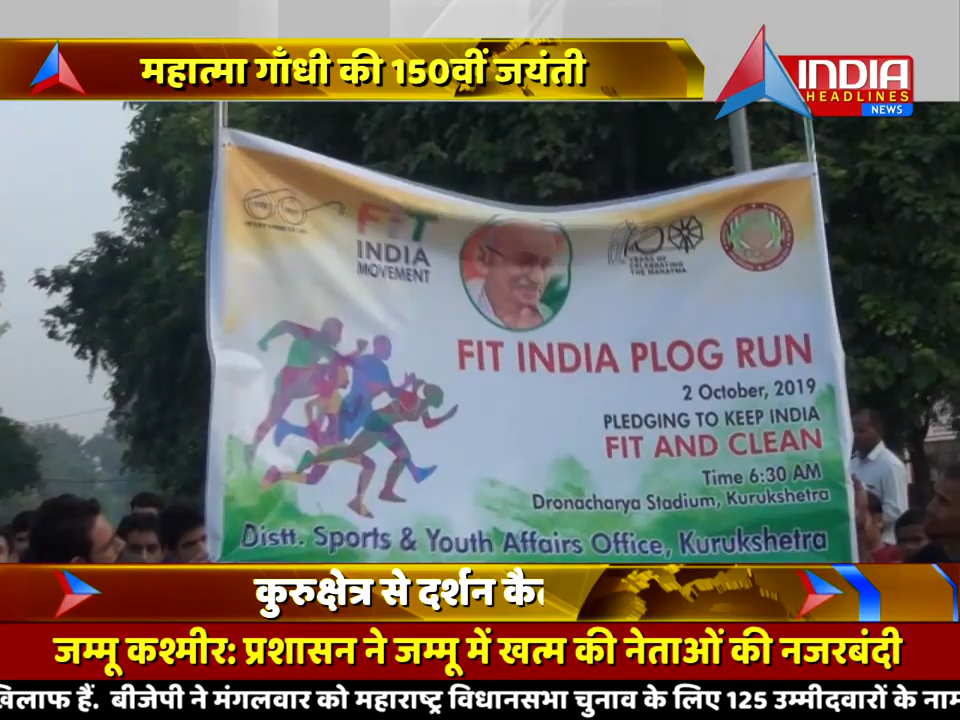 महात्मा गाँधी की 150वीं जयंती
INDIA
HEADLINES
NEWS
FIT
INDIA
MOVEMENT
YEARS OF
CELEBRATING
THE MAHATMA
FIT INDIA PLOG RUN
2 October, 2019
PLEDGING TO KEEP INDIA
FIT AND CLEAN
Time 6:30 AM
Dronacharya Stadium, Kurukshetra
Distt. Sports & Youth Affairs Office, Kurukshetra
कुरुक्षेत्र से दर्शन
जम्मू कश्मीर: प्रशासन ने जम्मू में खत्म की नेताओं की नजरबंदी
खिलाफ हैं. बीजेपी ने मंगलवार को महाराष्ट्र विधानसभा चुनाव के लिए 125 उम्मीदवारों के नाम